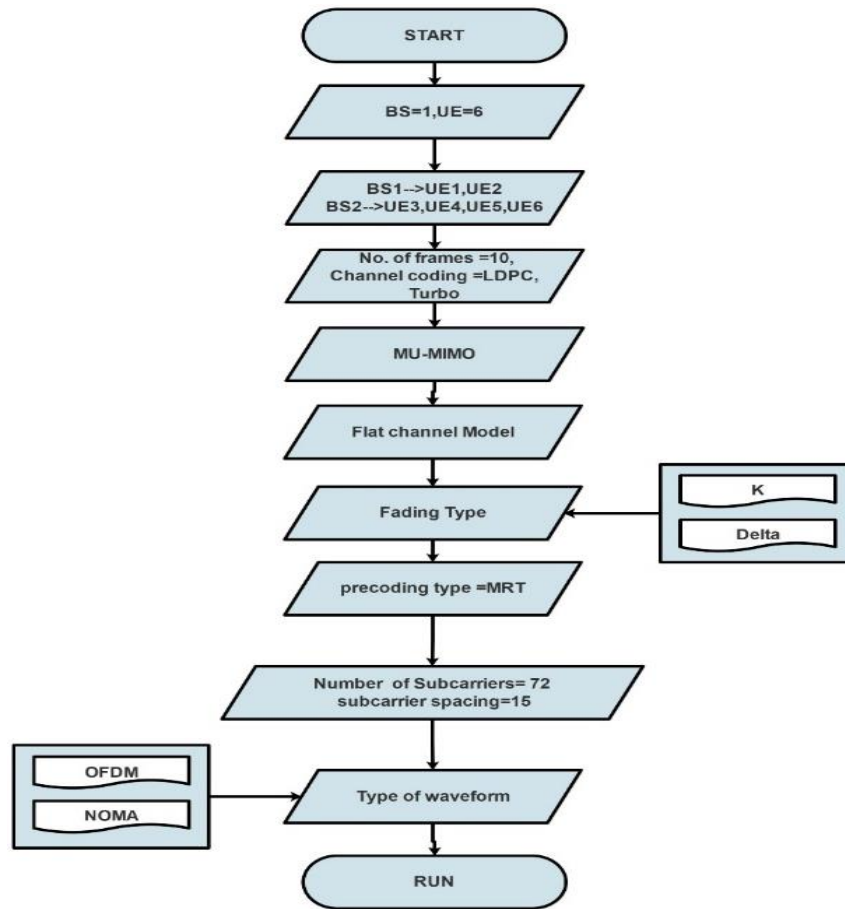 START
BS=1,UE=6
BS1-->UE1,UE2
BS2-->UE3,UE4,UE5,UE6
No. of frames =10,
Channel coding =LDPC,
Turbo
MU-MIMO
Flat channel Model
Fading Type
K
Delta
precoding type =MRT
Number of Subcarriers= 72
subcarrier spacing=15
OFDM
NOMA
Type of waveform
RUN